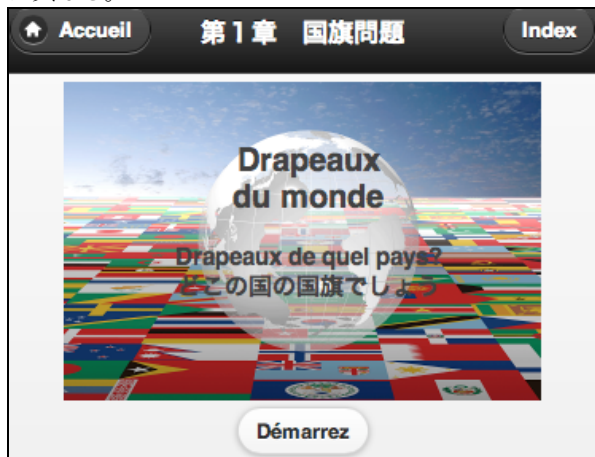 Accueil 第１章 国旗問題 Index
Drapeaux
du monde
Drapeaux de quel pays?
どこの国の国旗でしょう
Démarrez